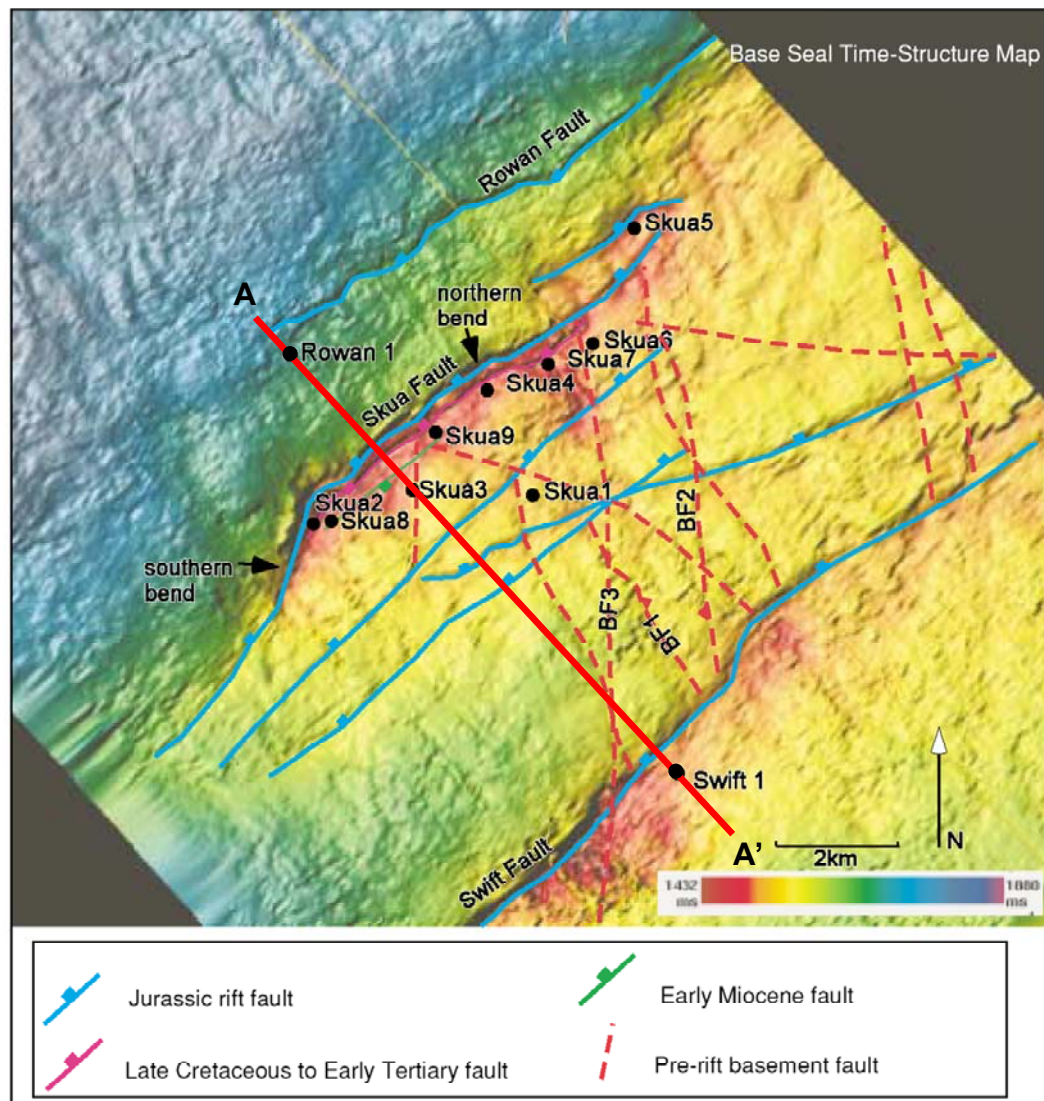 Base Seal Time-Structure Map
Rowan Fault
Skua5
A
northern
bend
Rowan 1
Skua6
Skua7
Skua Fault
Skua4
Skua9
Skua3
Skua1
Skua2
Skua8
BF2
southern
bend
BF3
BF1
Swift 1
A’
N
2km
Swift Fault
1432
ms
1880
ms
Jurassic rift fault
Early Miocene fault
Late Cretaceous to Early Tertiary fault
Pre-rift basement fault